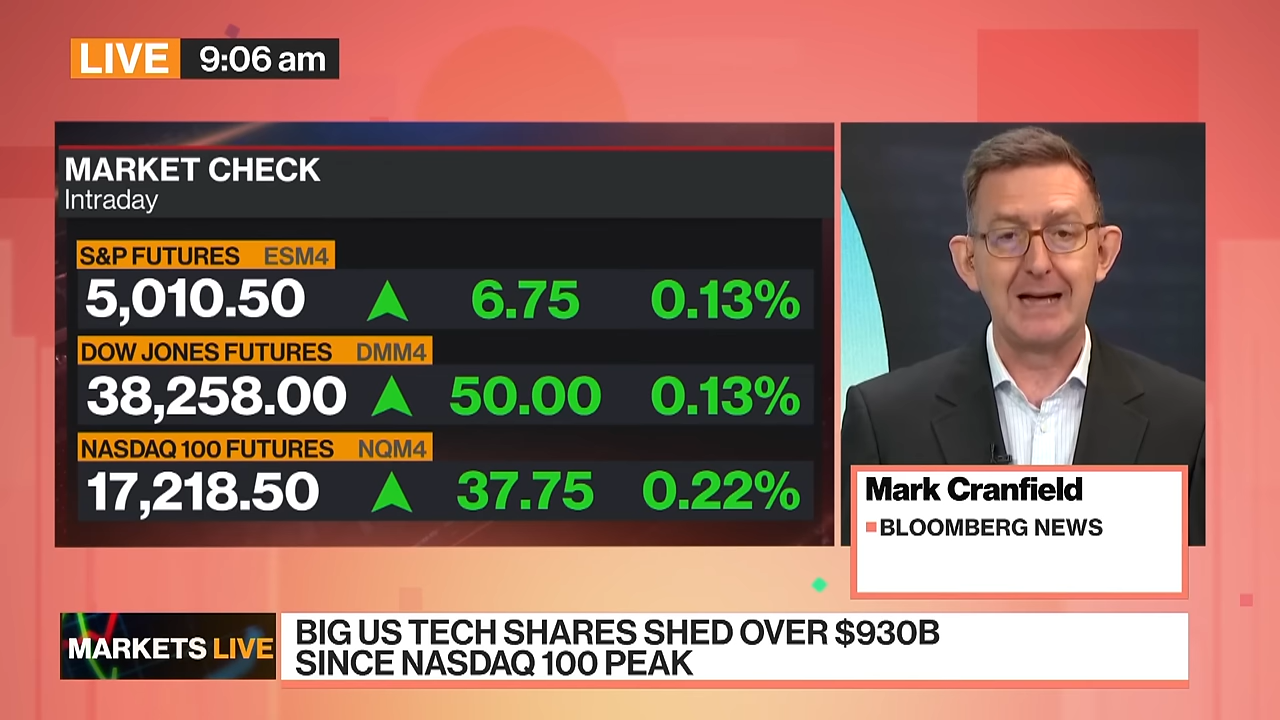 LIVE 9:06 am
MARKET CHECK
Intraday
S&P FUTURES ESM4
5,010.50 ▲ 6.75 0.13%
DOW JONES FUTURES DMM4
38,258.00 ▲ 50.00 0.13%
NASDAQ 100 FUTURES NQM4
17,218.50 ▲ 37.75 0.22%
Mark Cranfield
BLOOMBERG NEWS
MARKETS LIVE
BIG US TECH SHARES SHED OVER $930B
SINCE NASDAQ 100 PEAK